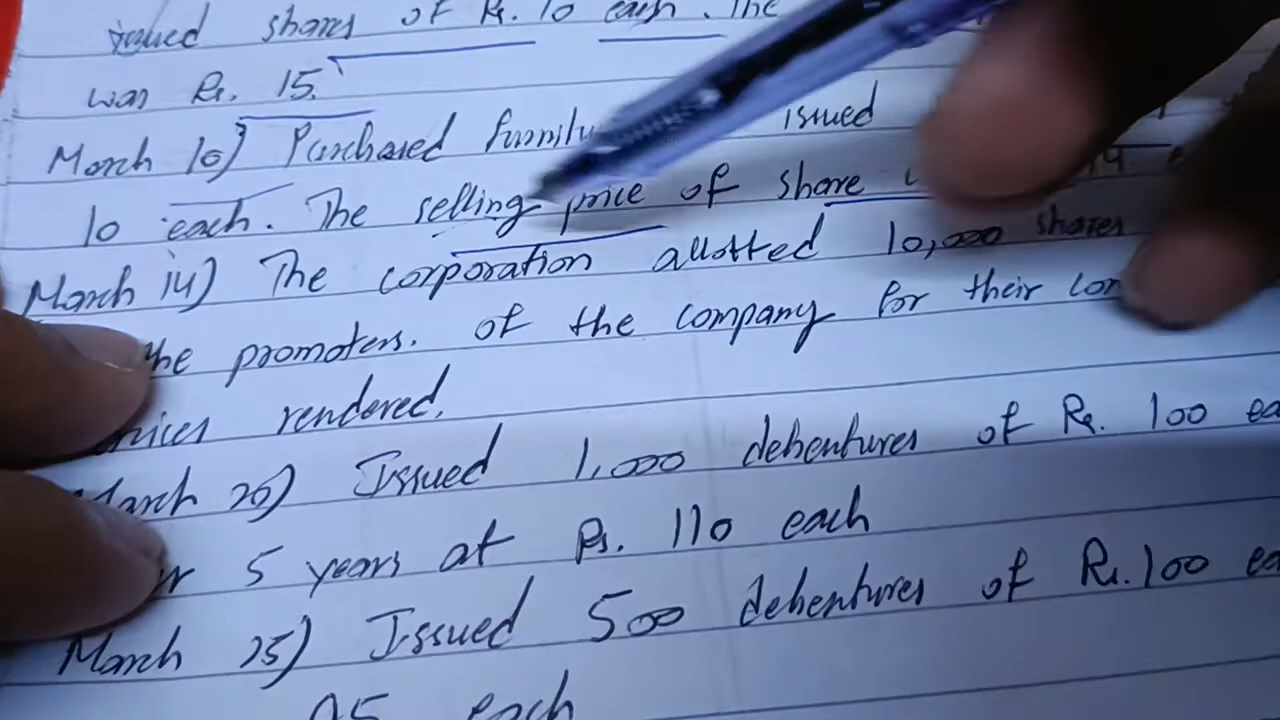 issued shares of Rs. 10 each. The
was Rs. 15.
March 10) Purchased issued
10 each. The selling price of share
March 14) The corporation allotted 10,000 shares
the promoters. of the company for their
rendered.
March 20) Issued 1,000 debentures of Rs. 100
5 years at Rs. 110 each
March 25) Issued 500 debentures of Rs. 100
95 each